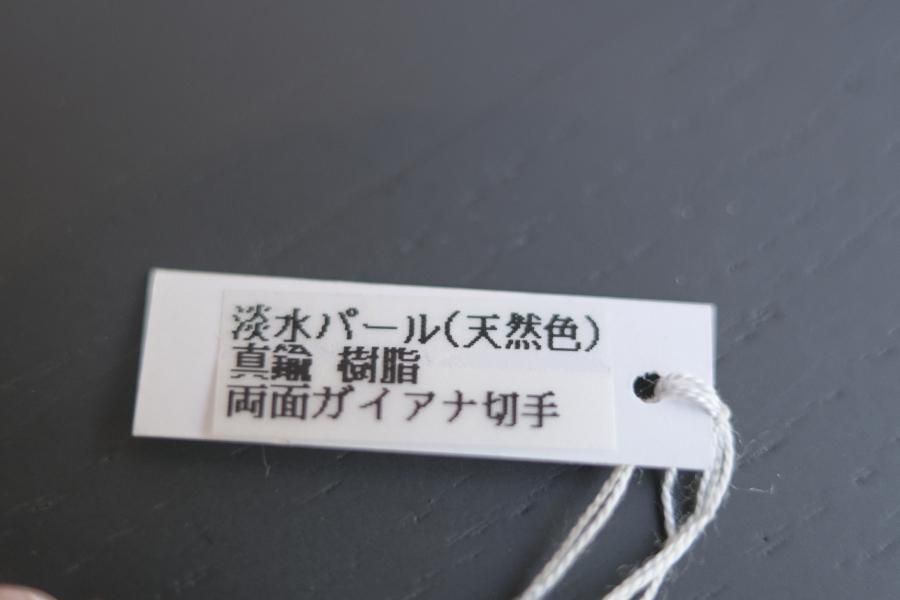 淡水パール(天然色)
真鍮 樹脂
両面ガイアナ切手